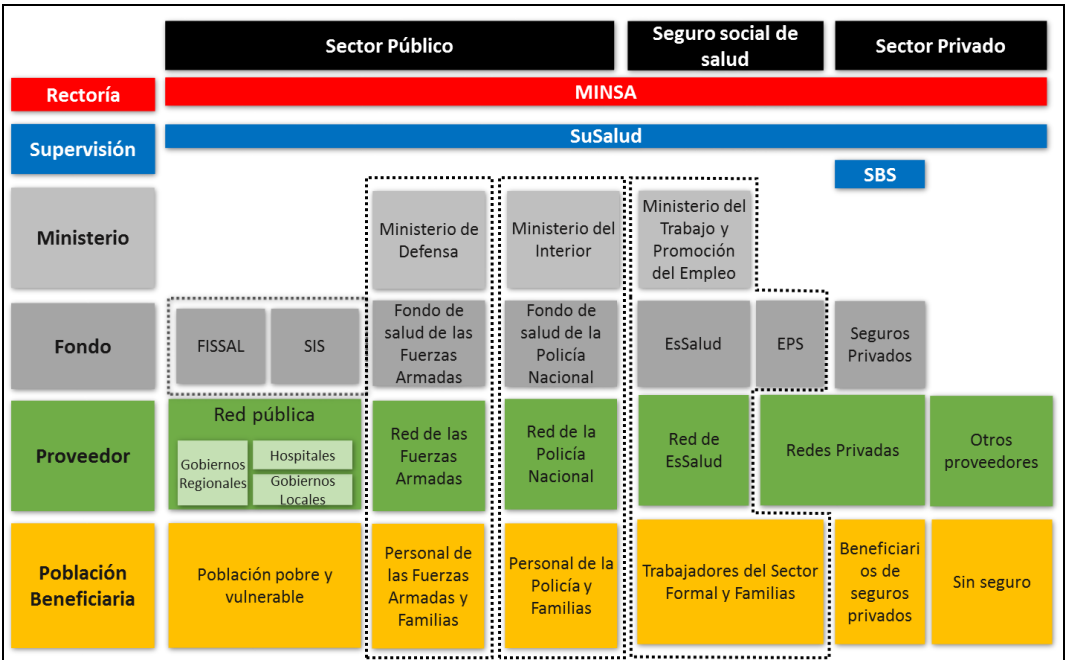 Sector Público
Seguro social de
salud
Sector Privado
Rectoría
MINSA
Supervisión
SuSalud
SBS
Ministerio
Ministerio de
Defensa
Ministerio del
Interior
Ministerio del
Trabajo y
Promoción
del Empleo
Fondo
FISSAL
SIS
Fondo de
salud de las
Fuerzas
Armadas
Fondo de
salud de la
Policía
Nacional
EsSalud
EPS
Seguros
Privados
Proveedor
Red pública
Gobiernos
Regionales
Hospitales
Gobiernos
Locales
Red de las
Fuerzas
Armadas
Red de la
Policía
Nacional
Red de
EsSalud
Redes Privadas
Otros
proveedores
Población
Beneficiaria
Población pobre y
vulnerable
Personal de
las Fuerzas
Armadas y
Familias
Personal de la
Policía y
Familias
Trabajadores del Sector
Formal y Familias
Beneficiari
os de
seguros
privados
Sin seguro